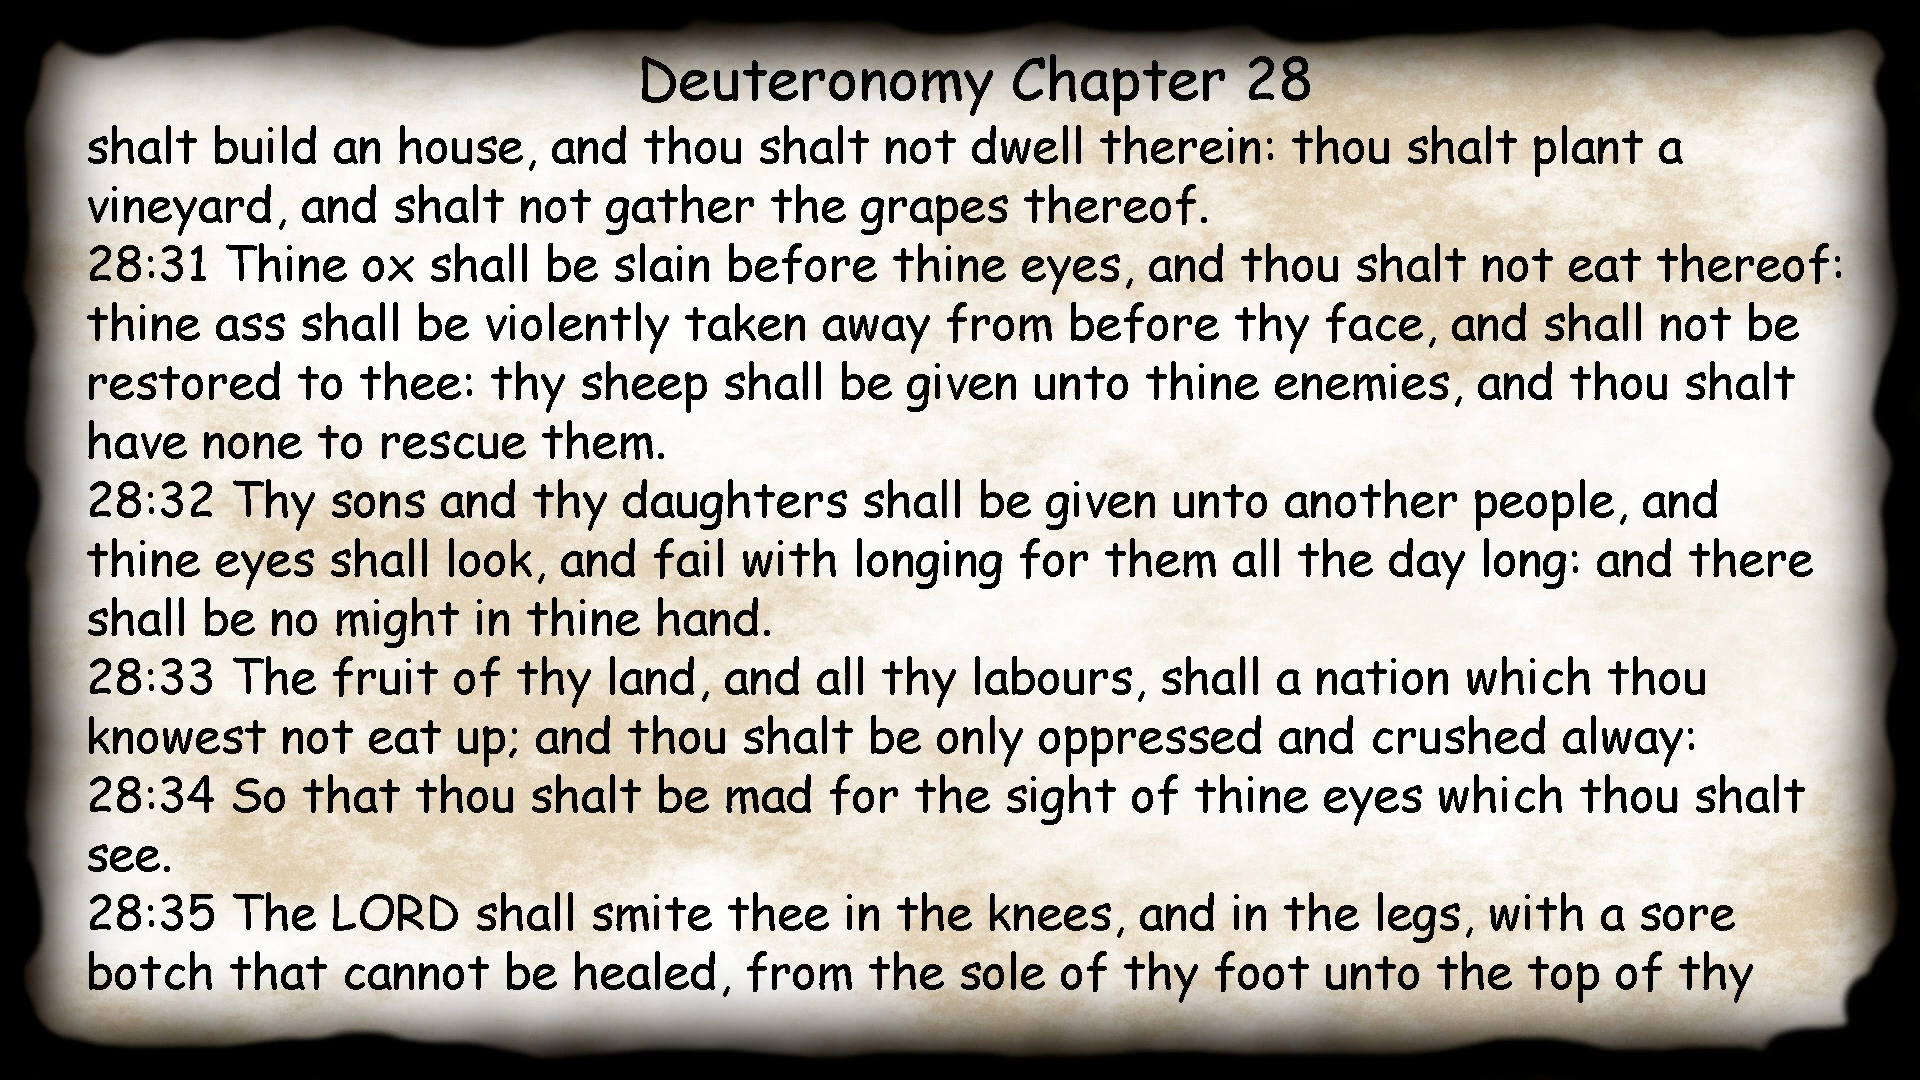 Deuteronomy Chapter 28
shalt build an house, and thou shalt not dwell therein: thou shalt plant a
vineyard, and shalt not gather the grapes thereof.
28:31 Thine ox shall be slain before thine eyes, and thou shalt not eat thereof:
thine ass shall be violently taken away from before thy face, and shall not be
restored to thee: thy sheep shall be given unto thine enemies, and thou shalt
have none to rescue them.
28:32 Thy sons and thy daughters shall be given unto another people, and
thine eyes shall look, and fail with longing for them all the day long: and there
shall be no might in thine hand.
28:33 The fruit of thy land, and all thy labours, shall a nation which thou
knowest not eat up; and thou shalt be only oppressed and crushed alway:
28:34 So that thou shalt be mad for the sight of thine eyes which thou shalt
see.
28:35 The LORD shall smite thee in the knees, and in the legs, with a sore
botch that cannot be healed, from the sole of thy foot unto the top of thy